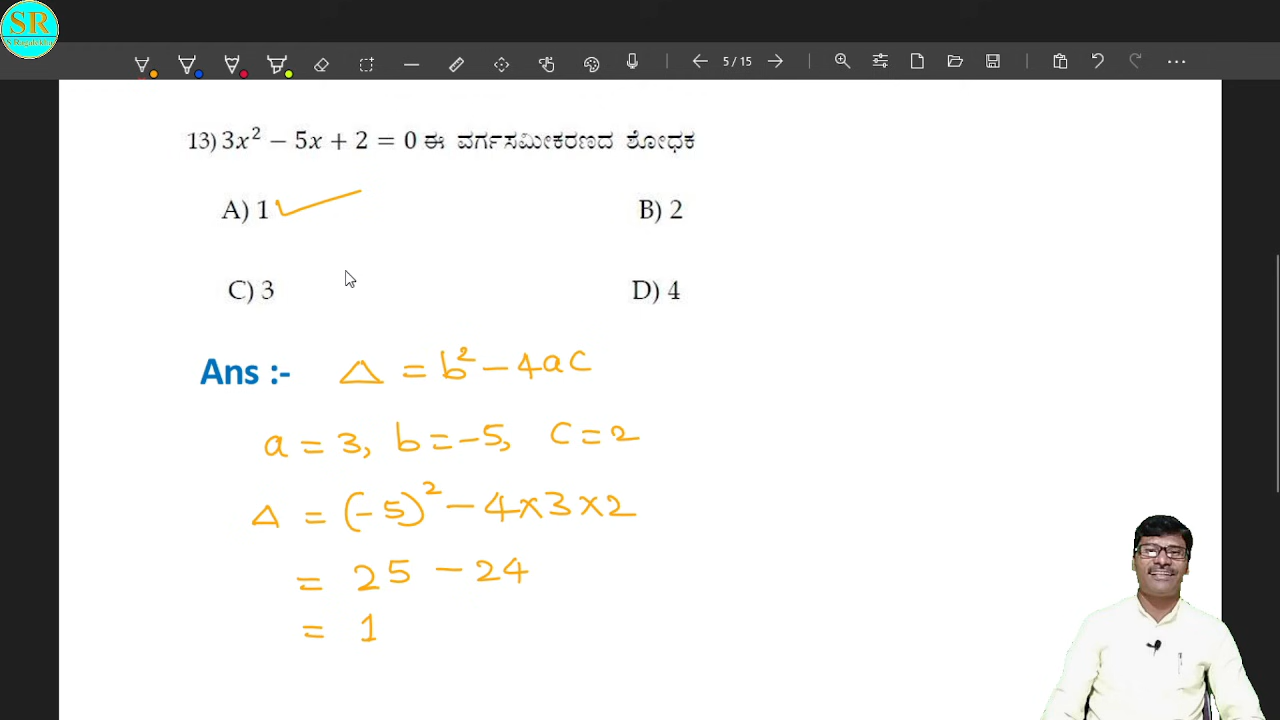 SR
5 / 15
13) 3x² − 5x + 2 = 0 ಈ ವರ್ಗಸಮೀಕರಣದ ಶೋಧಕ
A) 1 B) 2
C) 3 D) 4
Ans :- Δ = b² − 4ac
a = 3, b = −5, c = 2
Δ = (−5)² − 4×3×2
= 25 − 24
= 1